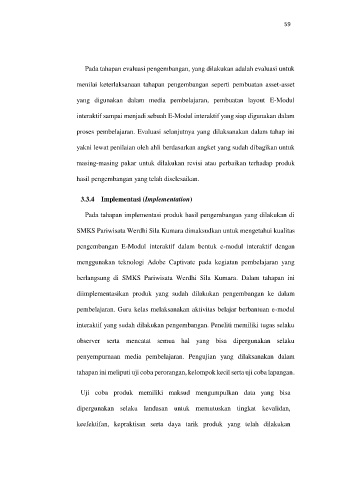 59
Pada tahapan evaluasi pengembangan, yang dilakukan adalah evaluasi untuk
menilai keterlaksanaan tahapan pengembangan seperti pembuatan asset-asset
yang digunakan dalam media pembelajaran, pembuatan layout E-Modul
interaktif sampai menjadi sebuah E-Modul interaktif yang siap digunakan dalam
proses pembelajaran. Evaluasi selanjutnya yang dilaksanakan dalam tahap ini
yakni lewat penilaian oleh ahli berdasarkan angket yang sudah dibagikan untuk
masing-masing pakar untuk dilakukan revisi atau perbaikan terhadap produk
hasil pengembangan yang telah diselesaikan.
3.3.4 Implementasi (Implementation)
Pada tahapan implementasi produk hasil pengembangan yang dilakukan di
SMKS Pariwisata Werdhi Sila Kumara dimaksudkan untuk mengetahui kualitas
pengembangan E-Modul interaktif dalam bentuk e-modul interaktif dengan
menggunakan teknologi Adobe Captivate pada kegiatan pembelajaran yang
berlangsung di SMKS Pariwisata Werdhi Sila Kumara. Dalam tahapan ini
diimplementasikan produk yang sudah dilakukan pengembangan ke dalam
pembelajaran. Guru kelas melaksanakan aktivitas belajar berbantuan e-modul
interaktif yang sudah dilakukan pengembangan. Peneliti memiliki tugas selaku
observer serta mencatat semua hal yang bisa dipergunakan selaku
penyempurnaan media pembelajaran. Pengujian yang dilaksanakan dalam
tahapan ini meliputi uji coba perorangan, kelompok kecil serta uji coba lapangan.
Uji coba produk memiliki maksud mengumpulkan data yang bisa
dipergunakan selaku landasan untuk memutuskan tingkat kevalidan,
keefektifan, kepraktisan serta daya tarik produk yang telah dilakukan